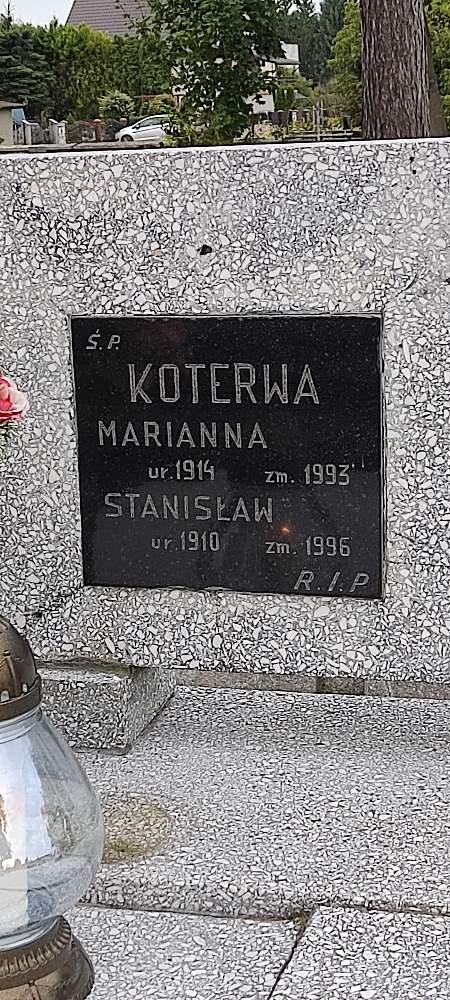 Ś.P.
KOTERWA
MARIANNA
ur.1914 zm.1993
STANISŁAW
ur.1910 zm.1996
R.I.P